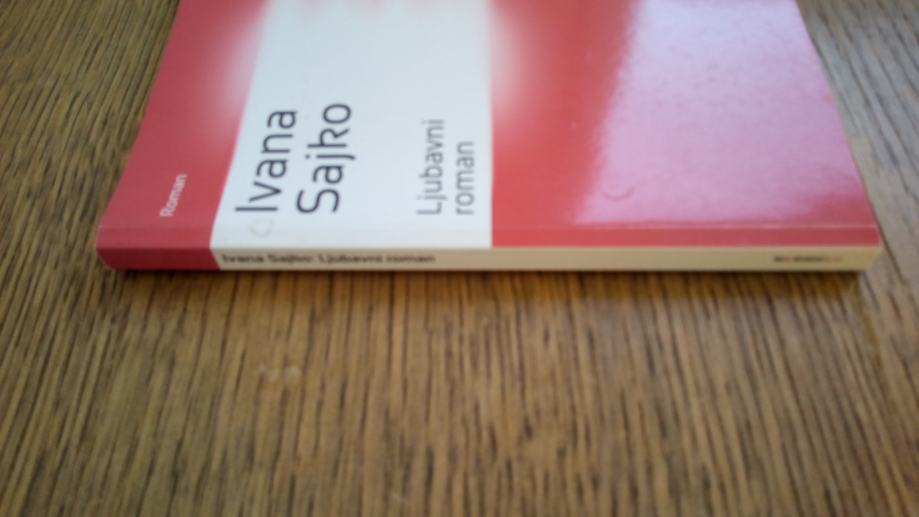 Roman
Ivana
Sajko
Ljubavni
roman
Ivana Sajko: Ljubavni roman